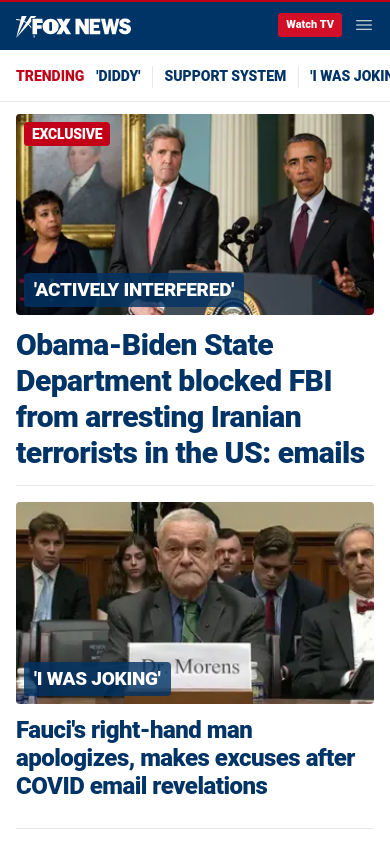 FOX NEWS
Watch TV
TRENDING 'DIDDY' SUPPORT SYSTEM 'I WAS JOKIN
EXCLUSIVE
'ACTIVELY INTERFERED'
Obama-Biden State
Department blocked FBI
from arresting Iranian
terrorists in the US: emails
Dr. Morens
'I WAS JOKING'
Fauci's right-hand man
apologizes, makes excuses after
COVID email revelations